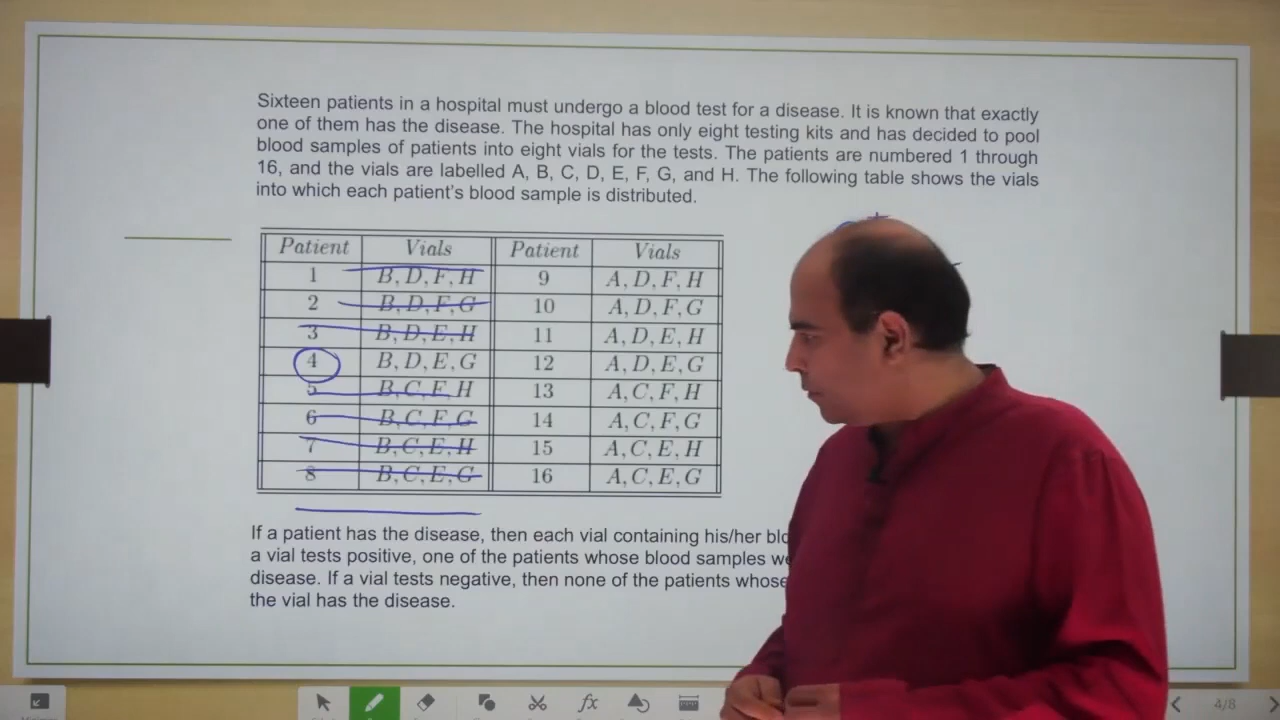 Sixteen patients in a hospital must undergo a blood test for a disease. It is known that exactly
one of them has the disease. The hospital has only eight testing kits and has decided to pool
blood samples of patients into eight vials for the tests. The patients are numbered 1 through
16, and the vials are labelled A, B, C, D, E, F, G, and H. The following table shows the vials
into which each patient's blood sample is distributed.
Patient Vials Patient Vials
1 B, D, F, H 9 A, D, F, H
2 B, D, F, G 10 A, D, F, G
3 B, D, E, H 11 A, D, E, H
4 B, D, E, G 12 A, D, E, G
5 B, C, F, H 13 A, C, F, H
6 B, C, F, G 14 A, C, F, G
7 B, C, E, H 15 A, C, E, H
8 B, C, E, G 16 A, C, E, G
If a patient has the disease, then each vial containing his/her
a vial tests positive, one of the patients whose blood samples
disease. If a vial tests negative, then none of the patients whose
the vial has the disease.
fx
4/8